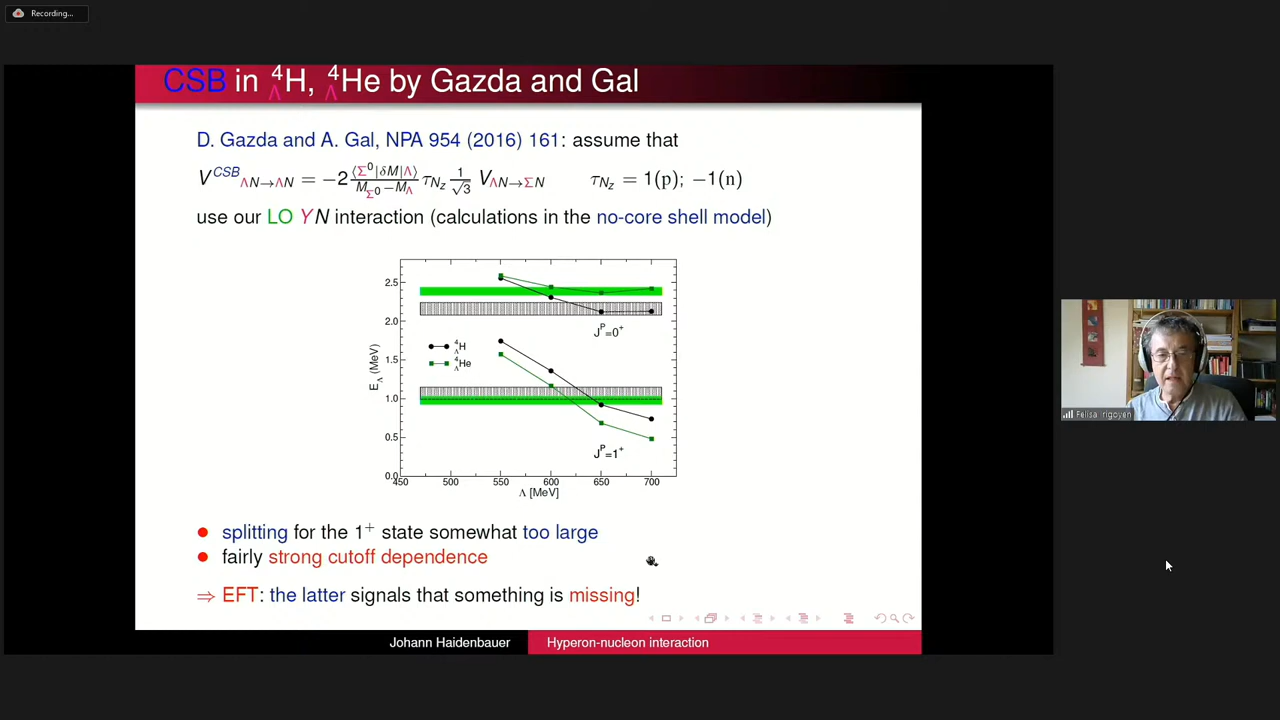 Recording...
CSB in ⁴ΛH, ⁴ΛHe by Gazda and Gal
D. Gazda and A. Gal, NPA 954 (2016) 161: assume that
V^CSB_ΛN→ΛN = −2 ⟨Σ⁰|δM|Λ⟩ / (M_Σ⁰−M_Λ) τ_Nz 1/√3 V_ΛN→ΣN τ_Nz = 1(p); −1(n)
use our LO YN interaction (calculations in the no-core shell model)
2.5
2.0
1.5
1.0
0.5
0.0
E_Λ (MeV)
J^P=0⁺
⁴ΛH
⁴ΛHe
J^P=1⁺
450 500 550 600 650 700
Λ [MeV]
● splitting for the 1⁺ state somewhat too large
● fairly strong cutoff dependence
⇒ EFT: the latter signals that something is missing!
Johann Haidenbauer Hyperon-nucleon interaction
Felisa Irigoyen